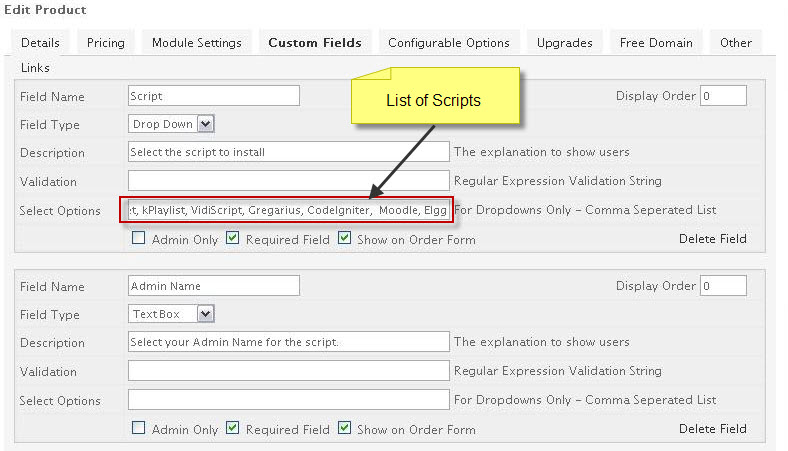 Edit Product
Details Pricing Module Settings Custom Fields Configurable Options Upgrades Free Domain Other
Links
List of Scripts
Field Name Script Display Order 0
Field Type Drop Down
Description Select the script to install The explanation to show users
Validation Regular Expression Validation String
Select Options kPlaylist, VidiScript, Gregarius, CodeIgniter, Moodle, Elgg For Dropdowns Only - Comma Seperated List
Admin Only Required Field Show on Order Form Delete Field
Field Name Admin Name Display Order 0
Field Type TextBox
Description Select your Admin Name for the script. The explanation to show users
Validation Regular Expression Validation String
Select Options For Dropdowns Only - Comma Seperated List
Admin Only Required Field Show on Order Form Delete Field